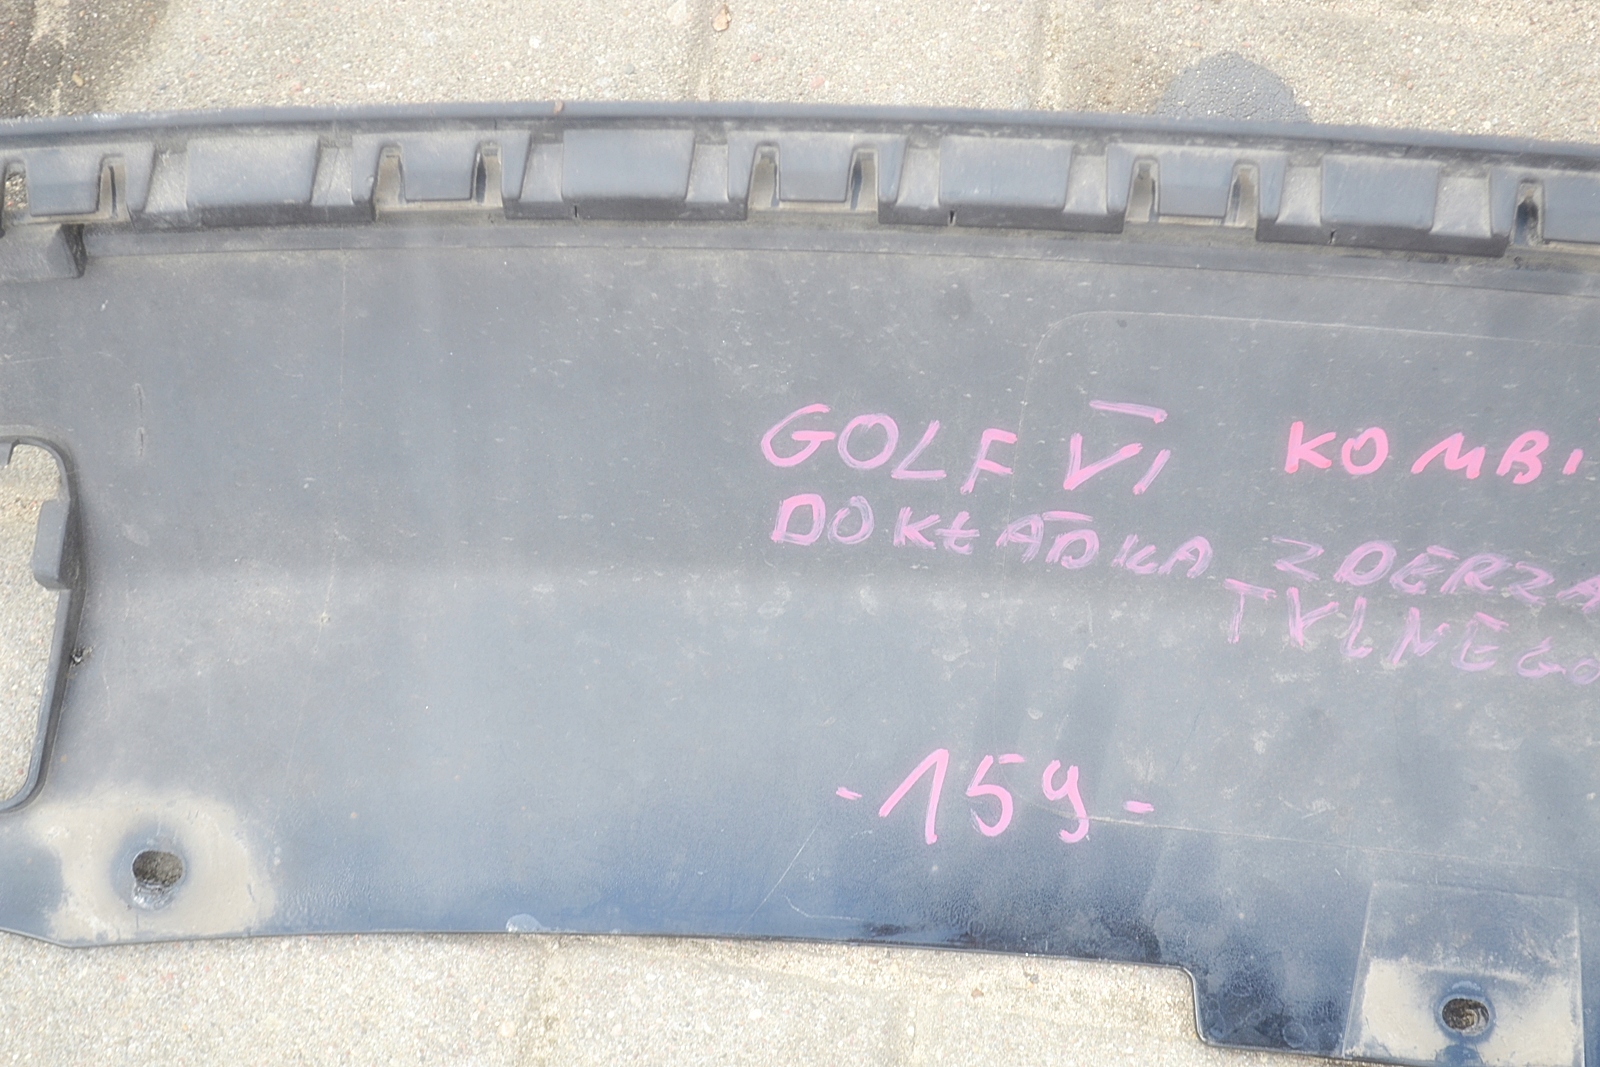 GOLF VI KOMBI
DOKŁADKA ZDERZA
TYLNEGO
-159-